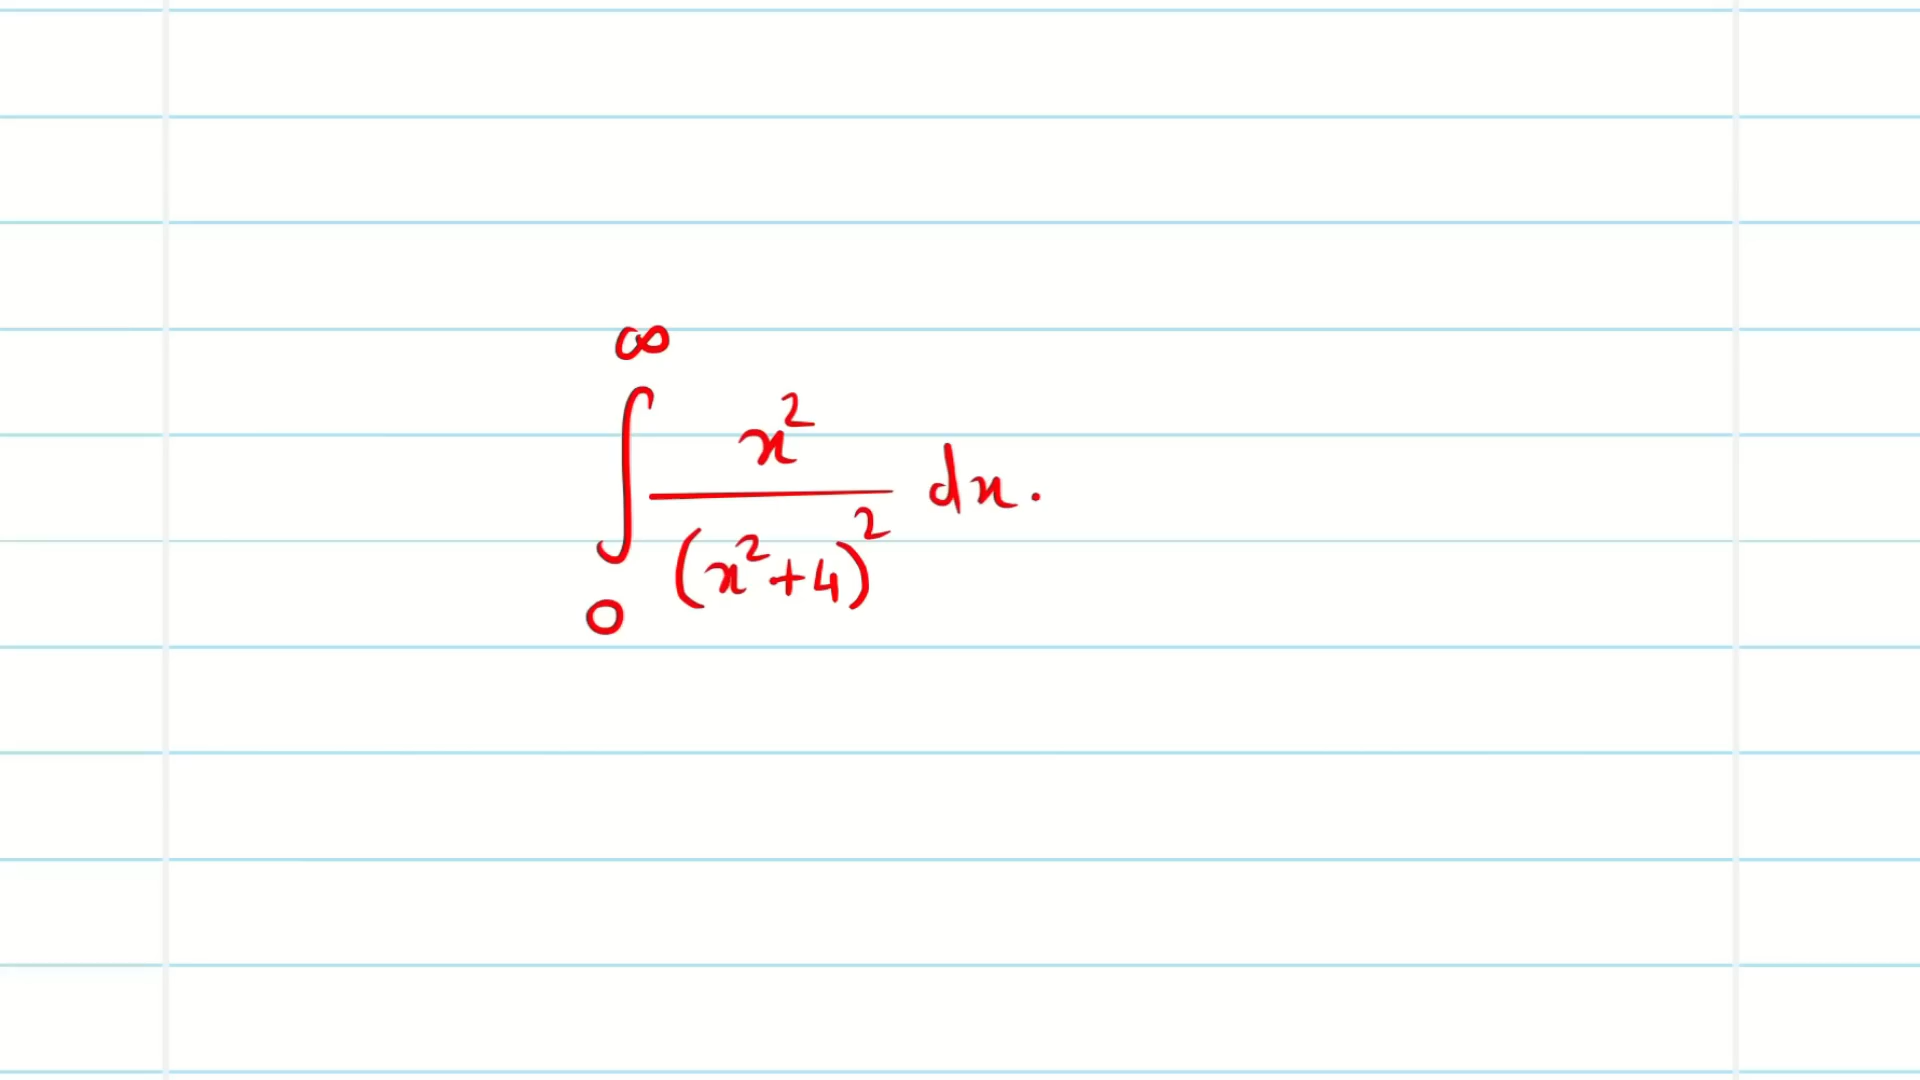 ∫₀^∞ x²/(x²+4)² dx.